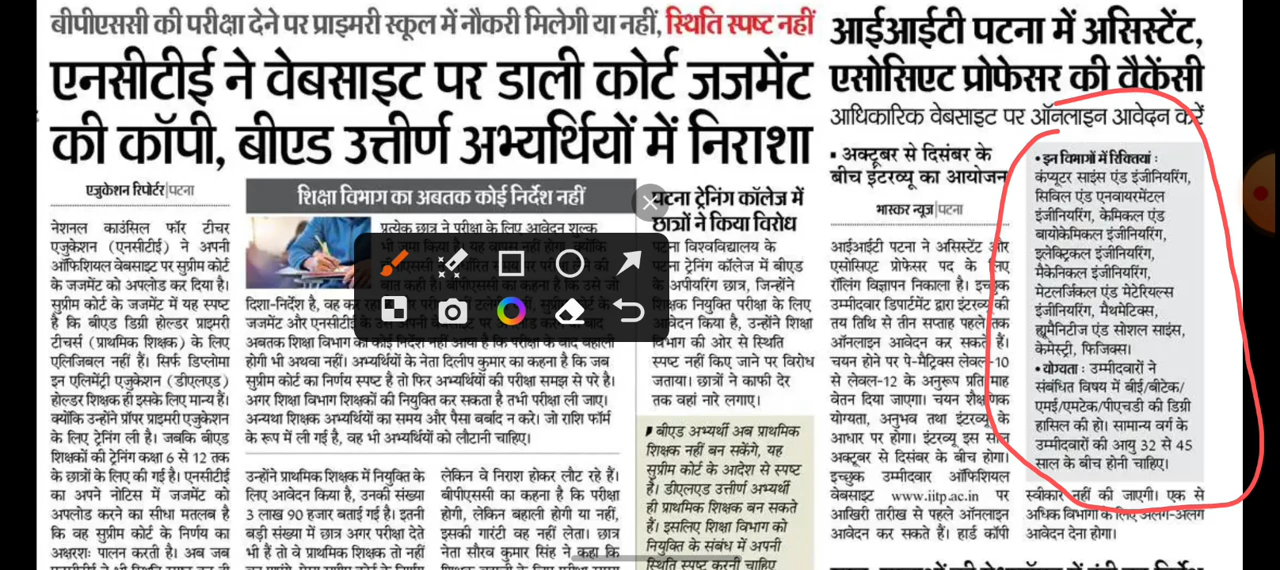 बीपीएससी की परीक्षा देने पर प्राइमरी स्कूल में नौकरी मिलेगी या नहीं, स्थिति स्पष्ट नहीं
एनसीटीई ने वेबसाइट पर डाली कोर्ट जजमेंट
की कॉपी, बीएड उत्तीर्ण अभ्यर्थियों में निराशा
एजुकेशन रिपोर्टर|पटना
नेशनल काउंसिल फॉर टीचर
एजुकेशन (एनसीटीई) ने अपनी
ऑफिशियल वेबसाइट पर सुप्रीम कोर्ट
के जजमेंट को अपलोड कर दिया है।
सुप्रीम कोर्ट के जजमेंट में यह स्पष्ट
है कि बीएड डिग्री होल्डर प्राइमरी
टीचर्स (प्राथमिक शिक्षक) के लिए
एलिजिबल नहीं हैं। सिर्फ डिप्लोमा
इन एलिमेंट्री एजुकेशन (डीएलएड)
होल्डर शिक्षक ही इसके लिए मान्य हैं।
क्योंकि उन्होंने प्रॉपर प्राइमरी एजुकेशन
के लिए ट्रेनिंग ली है। जबकि बीएड
शिक्षकों की ट्रेनिंग कक्षा 6 से 12 तक
के छात्रों के लिए की गई है। एनसीटीई
का अपने नोटिस में जजमेंट को
अपलोड करने का सीधा मतलब है
कि वह सुप्रीम कोर्ट के निर्णय का
अक्षरशः पालन करती है। अब जब
शिक्षा विभाग का अबतक कोई निर्देश नहीं
प्रत्येक छात्र ने परीक्षा के लिए आवेदन शुल्क
दिशा-निर्देश है, वह कर
जजमेंट और एनसीटीई
अबतक शिक्षा विभाग का कोई निर्देश नहीं आया है कि परीक्षा के बाद बहाली
होगी भी अथवा नहीं। अभ्यर्थियों के नेता दिलीप कुमार का कहना है कि जब
सुप्रीम कोर्ट का निर्णय स्पष्ट है तो फिर अभ्यर्थियों की परीक्षा समझ से परे है।
अगर शिक्षा विभाग शिक्षकों की नियुक्ति कर सकता है तभी परीक्षा ली जाए।
अन्यथा शिक्षक अभ्यर्थियों का समय और पैसा बर्बाद न करे। जो राशि फॉर्म
के रूप में ली गई है, वह भी अभ्यर्थियों को लौटानी चाहिए।
उन्होंने प्राथमिक शिक्षक में नियुक्ति के
लिए आवेदन किया है, उनकी संख्या
3 लाख 90 हजार बताई गई है। इतनी
बड़ी संख्या में छात्र अगर परीक्षा देते
भी हैं तो वे प्राथमिक शिक्षक तो नहीं
लेकिन वे निराश होकर लौट रहे हैं।
बीपीएससी का कहना है कि परीक्षा
होगी, लेकिन बहाली होगी या नहीं,
इसकी गारंटी वह नहीं लेता। छात्र
नेता सौरव कुमार सिंह ने कहा कि
पटना ट्रेनिंग कॉलेज में
छात्रों ने किया विरोध
पटना विश्वविद्यालय के
पटना ट्रेनिंग कॉलेज में बीएड
के अपीयरिंग छात्र, जिन्होंने
शिक्षक नियुक्ति परीक्षा के लिए
आवेदन किया है, उन्होंने शिक्षा
विभाग की ओर से स्थिति
स्पष्ट नहीं किए जाने पर विरोध
जताया। छात्रों ने काफी देर
तक वहां नारे लगाए।
बीएड अभ्यर्थी अब प्राथमिक
शिक्षक नहीं बन सकेंगे, यह
सुप्रीम कोर्ट के आदेश से स्पष्ट
है। डीएलएड उत्तीर्ण अभ्यर्थी
ही प्राथमिक शिक्षक बन सकते
हैं। इसलिए शिक्षा विभाग को
नियुक्ति के संबंध में अपनी
स्थिति स्पष्ट करनी चाहिए
आईआईटी पटना में असिस्टेंट,
एसोसिएट प्रोफेसर की वैकेंसी
आधिकारिक वेबसाइट पर ऑनलाइन आवेदन करें
▪ अक्टूबर से दिसंबर के
बीच इंटरव्यू का आयोजन
भास्कर न्यूज|पटना
आईआईटी पटना ने असिस्टेंट और
एसोसिएट प्रोफेसर पद के लिए
रॉलिंग विज्ञापन निकाला है। इच्छुक
उम्मीदवार डिपार्टमेंट द्वारा इंटरव्यू की
तय तिथि से तीन सप्ताह पहले तक
ऑनलाइन आवेदन कर सकते हैं।
चयन होने पर पे-मैट्रिक्स लेवल-10
से लेवल-12 के अनुरूप प्रति माह
वेतन दिया जाएगा। चयन शैक्षणिक
योग्यता, अनुभव तथा इंटरव्यू के
आधार पर होगा। इंटरव्यू इस साल
अक्टूबर से दिसंबर के बीच होगा।
इच्छुक उम्मीदवार ऑफिशियल
वेबसाइट www.iitp.ac.in पर
आखिरी तारीख से पहले ऑनलाइन
आवेदन कर सकते हैं। हार्ड कॉपी
• इन विभागों में रिक्तियां :
कंप्यूटर साइंस एंड इंजीनियरिंग,
सिविल एंड एनवायरमेंटल
इंजीनियरिंग, केमिकल एंड
बायोकेमिकल इंजीनियरिंग,
इलेक्ट्रिकल इंजीनियरिंग,
मैकेनिकल इंजीनियरिंग,
मेटलर्जिकल एंड मेटेरियल्स
इंजीनियरिंग, मैथमेटिक्स,
ह्यूमैनिटीज एंड सोशल साइंस,
केमेस्ट्री, फिजिक्स।
• योग्यता : उम्मीदवारों ने
संबंधित विषय में बीई/बीटेक/
एमई/एमटेक/पीएचडी की डिग्री
हासिल की हो। सामान्य वर्ग के
उम्मीदवारों की आयु 32 से 45
साल के बीच होनी चाहिए।
स्वीकार नहीं की जाएगी। एक से
अधिक विभागों के लिए अलग-अलग
आवेदन देना होगा।